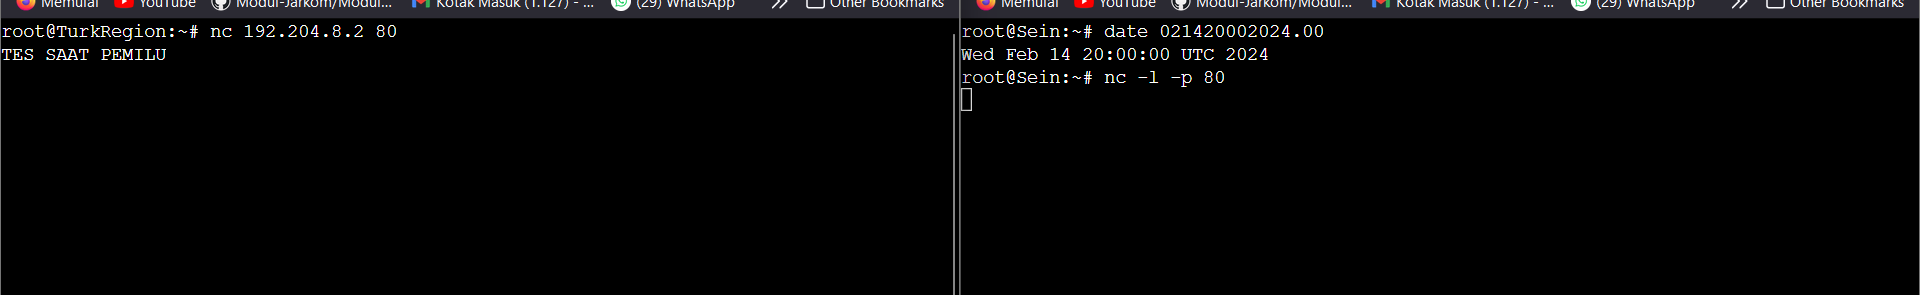 Memulai YouTube Modul-Jarkom/Modul... Kotak Masuk (1.127) - ... (29) WhatsApp Other Bookmarks
root@TurkRegion:~# nc 192.204.8.2 80
TES SAAT PEMILU
Memulai YouTube Modul-Jarkom/Modul... Kotak Masuk (1.127) - ... (29) WhatsApp Other Bookmarks
root@Sein:~# date 021420002024.00
Wed Feb 14 20:00:00 UTC 2024
root@Sein:~# nc -l -p 80